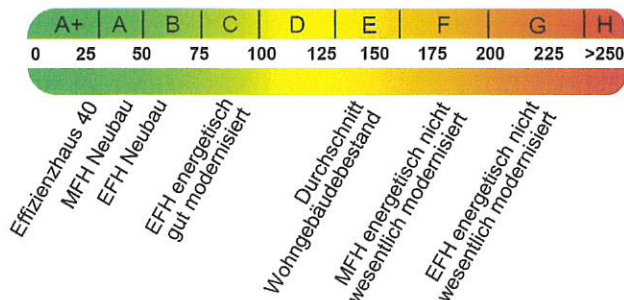 A+ A B C D E F G H
0 25 50 75 100 125 150 175 200 225 >250
Effizienzhaus 40
MFH Neubau
EFH Neubau
EFH energetisch
gut modernisiert
Durchschnitt
Wohngebäudebestand
MFH energetisch nicht
wesentlich modernisiert
EFH energetisch nicht
wesentlich modernisiert